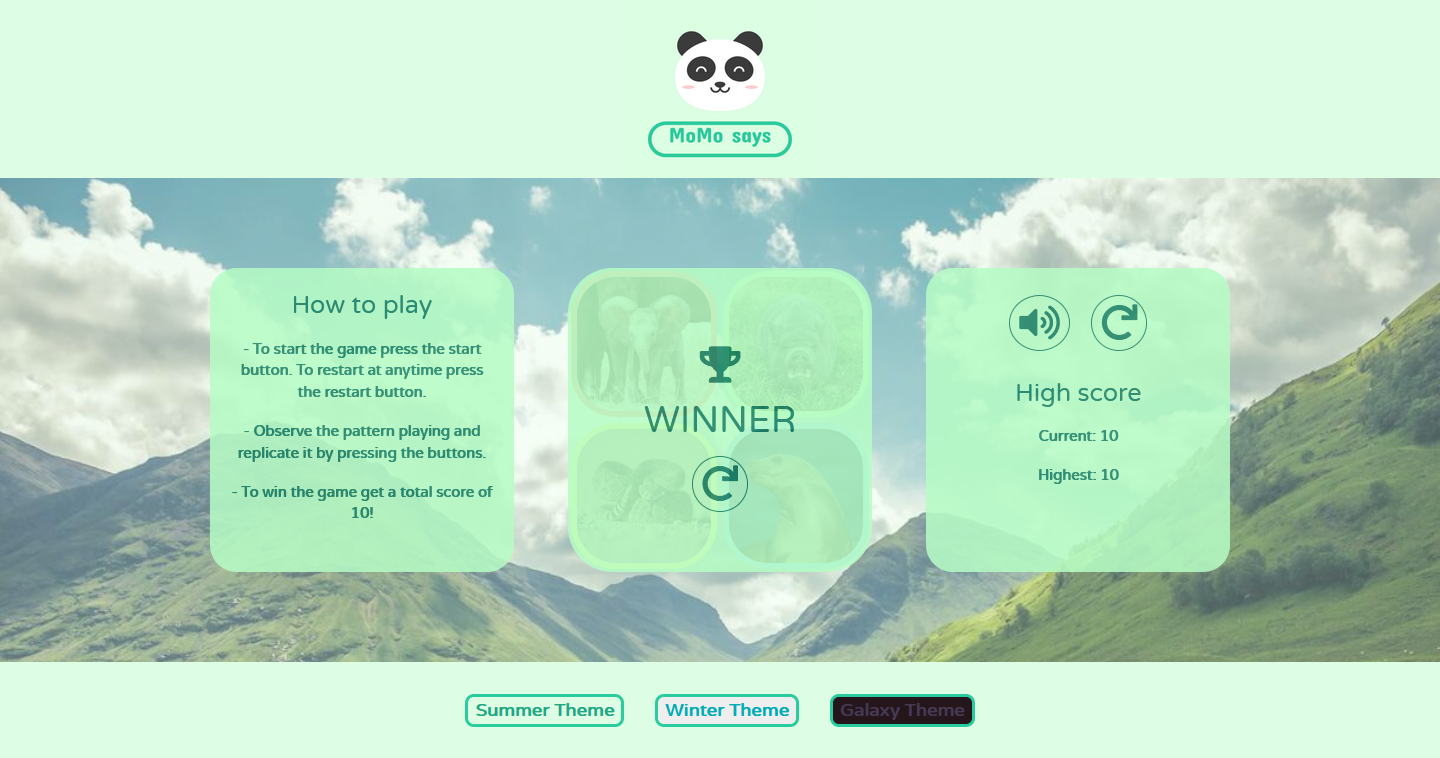 MoMo says
How to play
- To start the game press the start
button. To restart at anytime press
the restart button.
- Observe the pattern playing and
replicate it by pressing the buttons.
- To win the game get a total score of
10!
WINNER
High score
Current: 10
Highest: 10
Summer Theme
Winter Theme
Galaxy Theme